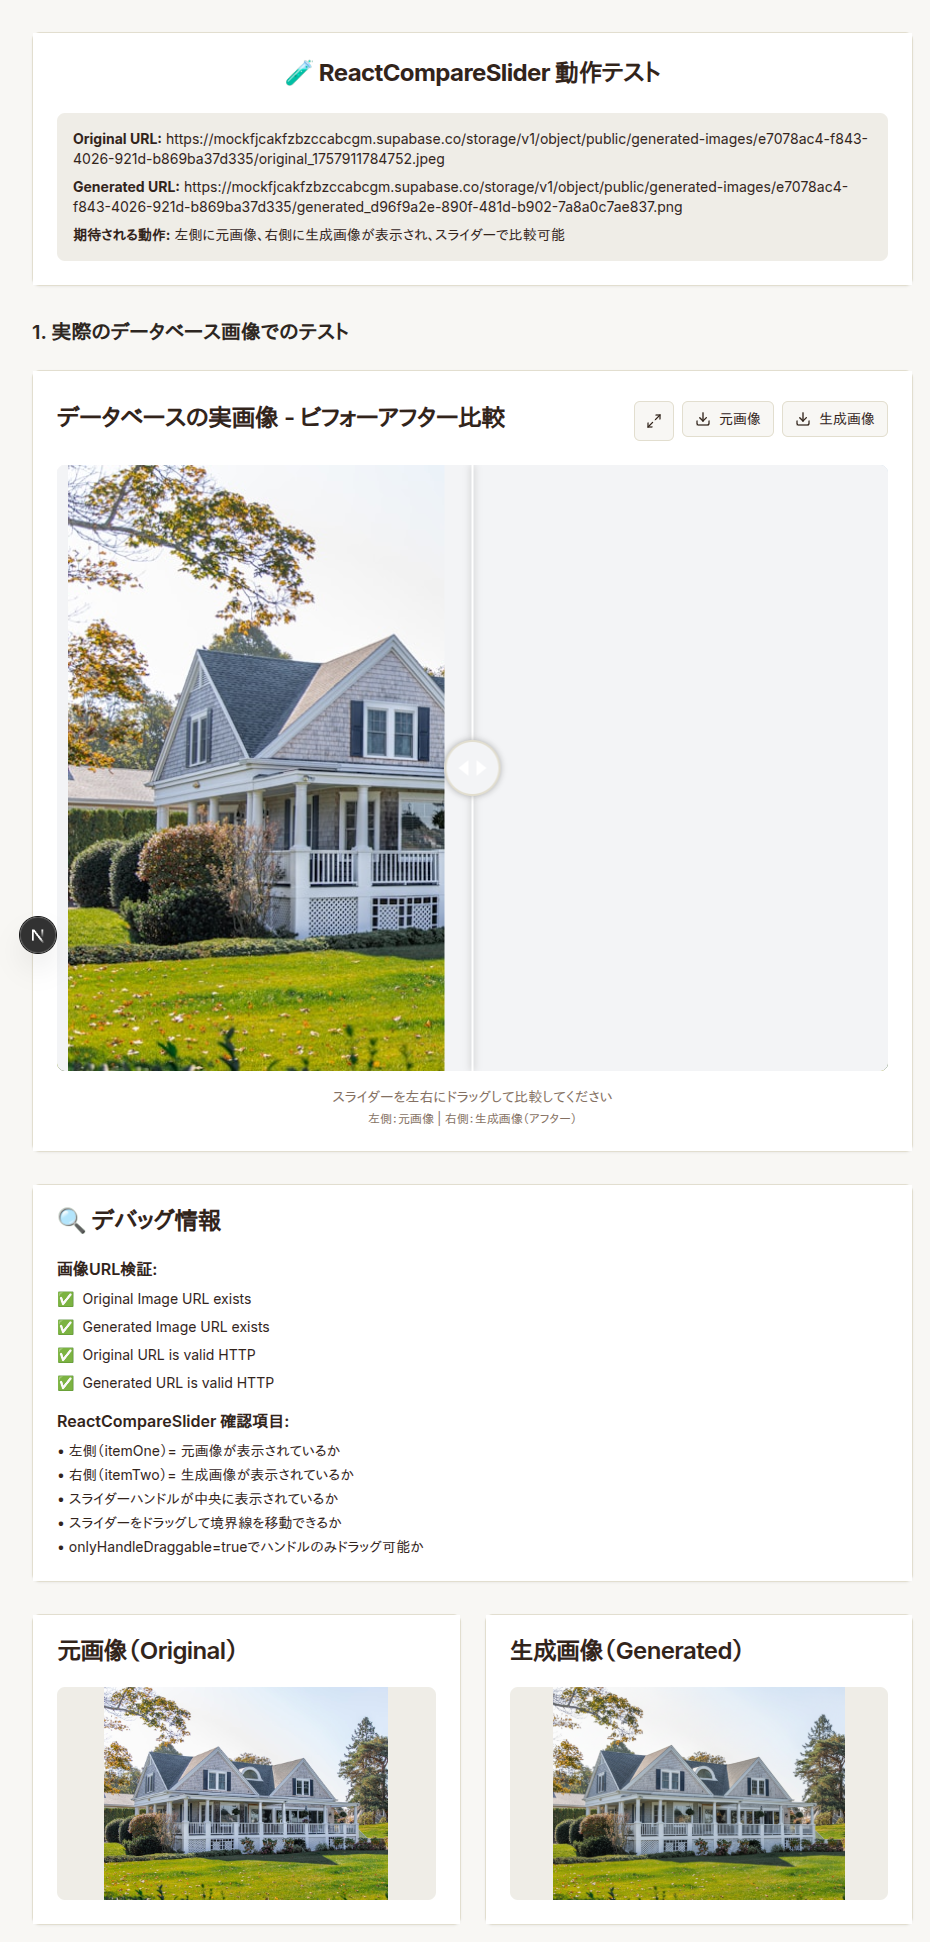 🧪 ReactCompareSlider 動作テスト
Original URL: https://mockfjcakfzbzccabcgm.supabase.co/storage/v1/object/public/generated-images/e7078ac4-f843-
4026-921d-b869ba37d335/original_1757911784752.jpeg
Generated URL: https://mockfjcakfzbzccabcgm.supabase.co/storage/v1/object/public/generated-images/e7078ac4-
f843-4026-921d-b869ba37d335/generated_d96f9a2e-890f-481d-b902-7a8a0c7ae837.png
期待される動作: 左側に元画像、右側に生成画像が表示され、スライダーで比較可能
1. 実際のデータベース画像でのテスト
データベースの実画像 - ビフォーアフター比較
元画像
生成画像
N
スライダーを左右にドラッグして比較してください
左側：元画像 | 右側：生成画像（アフター）
🔍 デバッグ情報
画像URL検証:
✅ Original Image URL exists
✅ Generated Image URL exists
✅ Original URL is valid HTTP
✅ Generated URL is valid HTTP
ReactCompareSlider 確認項目:
• 左側（itemOne）= 元画像が表示されているか
• 右側（itemTwo）= 生成画像が表示されているか
• スライダーハンドルが中央に表示されているか
• スライダーをドラッグして境界線を移動できるか
• onlyHandleDraggable=trueでハンドルのみドラッグ可能か
元画像（Original）
生成画像（Generated）